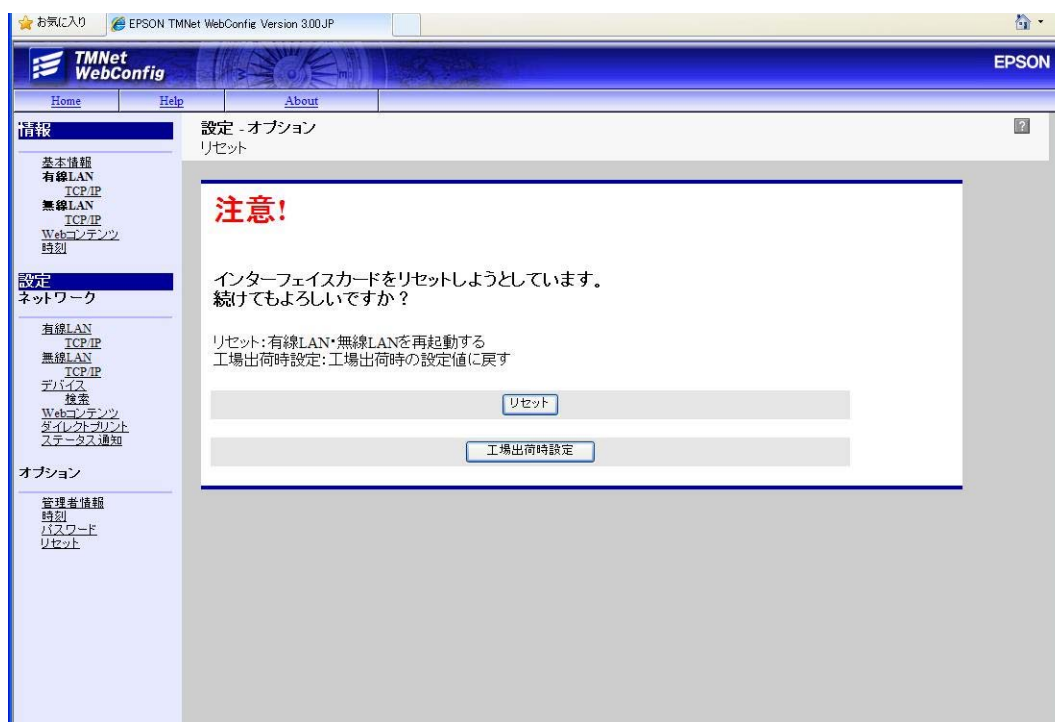 お気に入り
EPSON TMNet WebConfig Version 3.00.JP
TMNet
WebConfig
EPSON
Home
Help
About
情報
基本情報
有線LAN
TCP/IP
無線LAN
TCP/IP
Webコンテンツ
時刻
設定
ネットワーク
有線LAN
TCP/IP
無線LAN
TCP/IP
デバイス
検索
Webコンテンツ
ダイレクトプリント
ステータス通知
オプション
管理者情報
時刻
パスワード
リセット
設定 - オプション
リセット
?
注意!
インターフェイスカードをリセットしようとしています。
続けてもよろしいですか？
リセット:有線LAN・無線LANを再起動する
工場出荷時設定:工場出荷時の設定値に戻す
リセット
工場出荷時設定